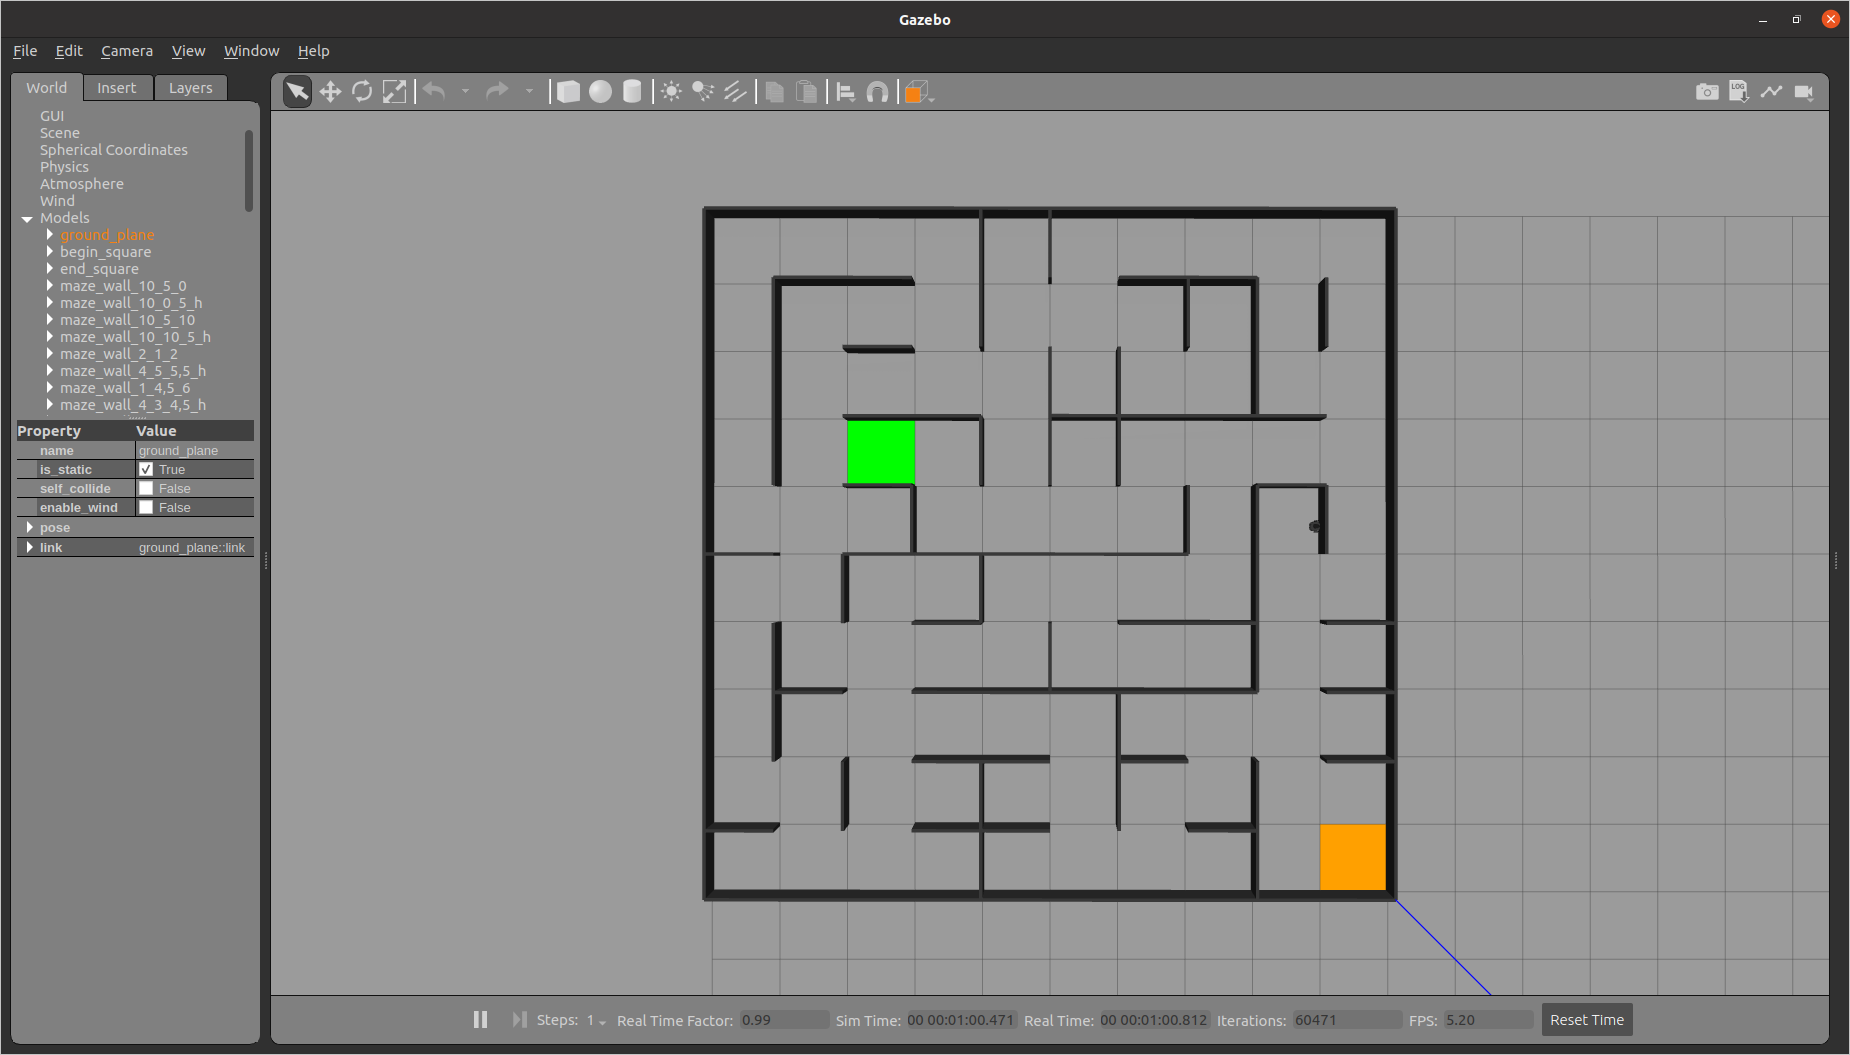 Gazebo
File Edit Camera View Window Help
World Insert Layers
LOG
GUI
Scene
Spherical Coordinates
Physics
Atmosphere
Wind
Models
ground_plane
begin_square
end_square
maze_wall_10_5_0
maze_wall_10_0_5_h
maze_wall_10_5_10
maze_wall_10_10_5_h
maze_wall_2_1_2
maze_wall_4_5_5,5_h
maze_wall_1_4,5_6
maze_wall_4_3_4,5_h
Property Value
name ground_plane
is_static True
self_collide False
enable_wind False
pose
link ground_plane::link
Steps: 1 Real Time Factor: 0.99 Sim Time: 00 00:01:00.471 Real Time: 00 00:01:00.812 Iterations: 60471 FPS: 5.20 Reset Time